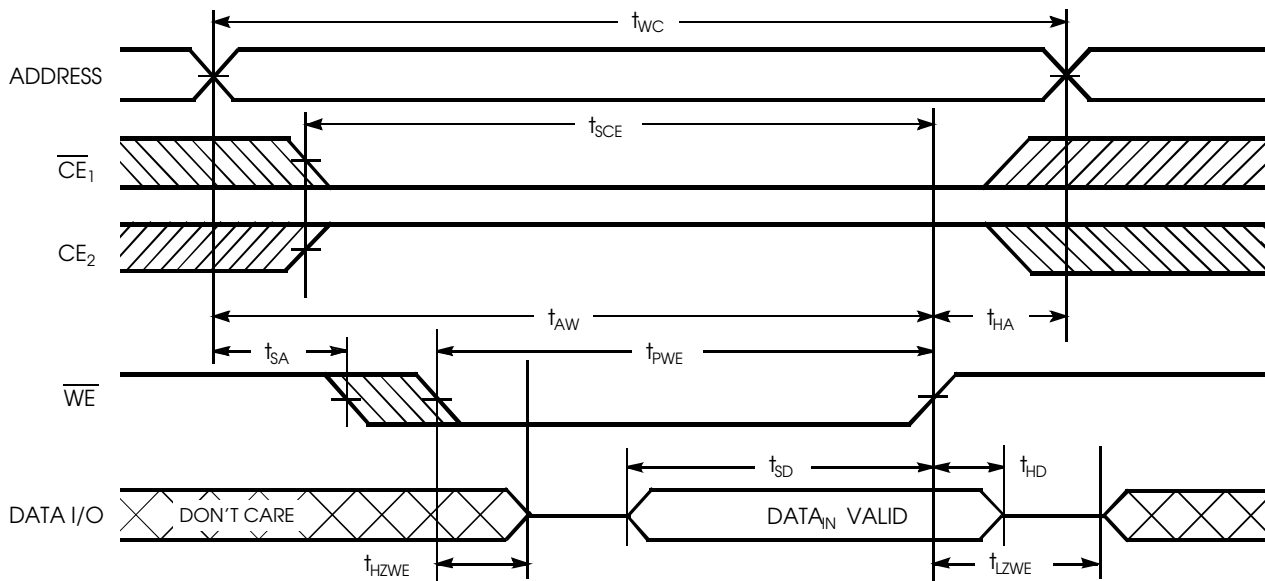 tWC
ADDRESS
tSCE
CE1
CE2
tAW
tHA
tSA
tPWE
WE
tSD
tHD
DATA I/O
DON'T CARE
DATAIN VALID
tHZWE
tLZWE